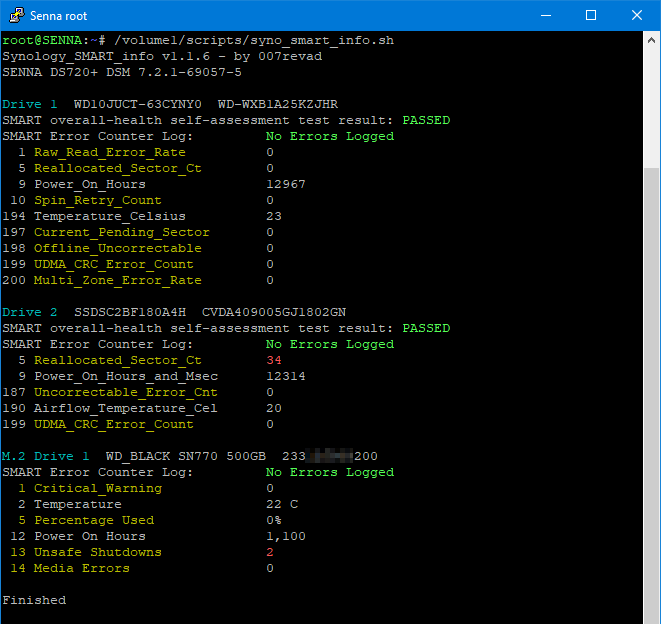 Senna root
root@SENNA:~# /volume1/scripts/syno_smart_info.sh
Synology_SMART_info v1.1.6 - by 007revad
SENNA DS720+ DSM 7.2.1-69057-5
Drive 1  WD10JUCT-63CYNY0  WD-WXB1A25KZJHR
SMART overall-health self-assessment test result: PASSED
SMART Error Counter Log:         No Errors Logged
  1 Raw_Read_Error_Rate          0
  5 Reallocated_Sector_Ct        0
  9 Power_On_Hours               12967
 10 Spin_Retry_Count             0
194 Temperature_Celsius          23
197 Current_Pending_Sector       0
198 Offline_Uncorrectable        0
199 UDMA_CRC_Error_Count         0
200 Multi_Zone_Error_Rate        0
Drive 2  SSDSC2BF180A4H  CVDA409005GJ1802GN
SMART overall-health self-assessment test result: PASSED
SMART Error Counter Log:         No Errors Logged
  5 Reallocated_Sector_Ct        34
  9 Power_On_Hours_and_Msec      12314
187 Uncorrectable_Error_Cnt      0
190 Airflow_Temperature_Cel      20
199 UDMA_CRC_Error_Count         0
M.2 Drive 1  WD_BLACK SN770 500GB  233 200
SMART Error Counter Log:         No Errors Logged
  1 Critical_Warning             0
  2 Temperature                  22 C
  5 Percentage Used              0%
 12 Power On Hours               1,100
 13 Unsafe Shutdowns             2
 14 Media Errors                 0
Finished